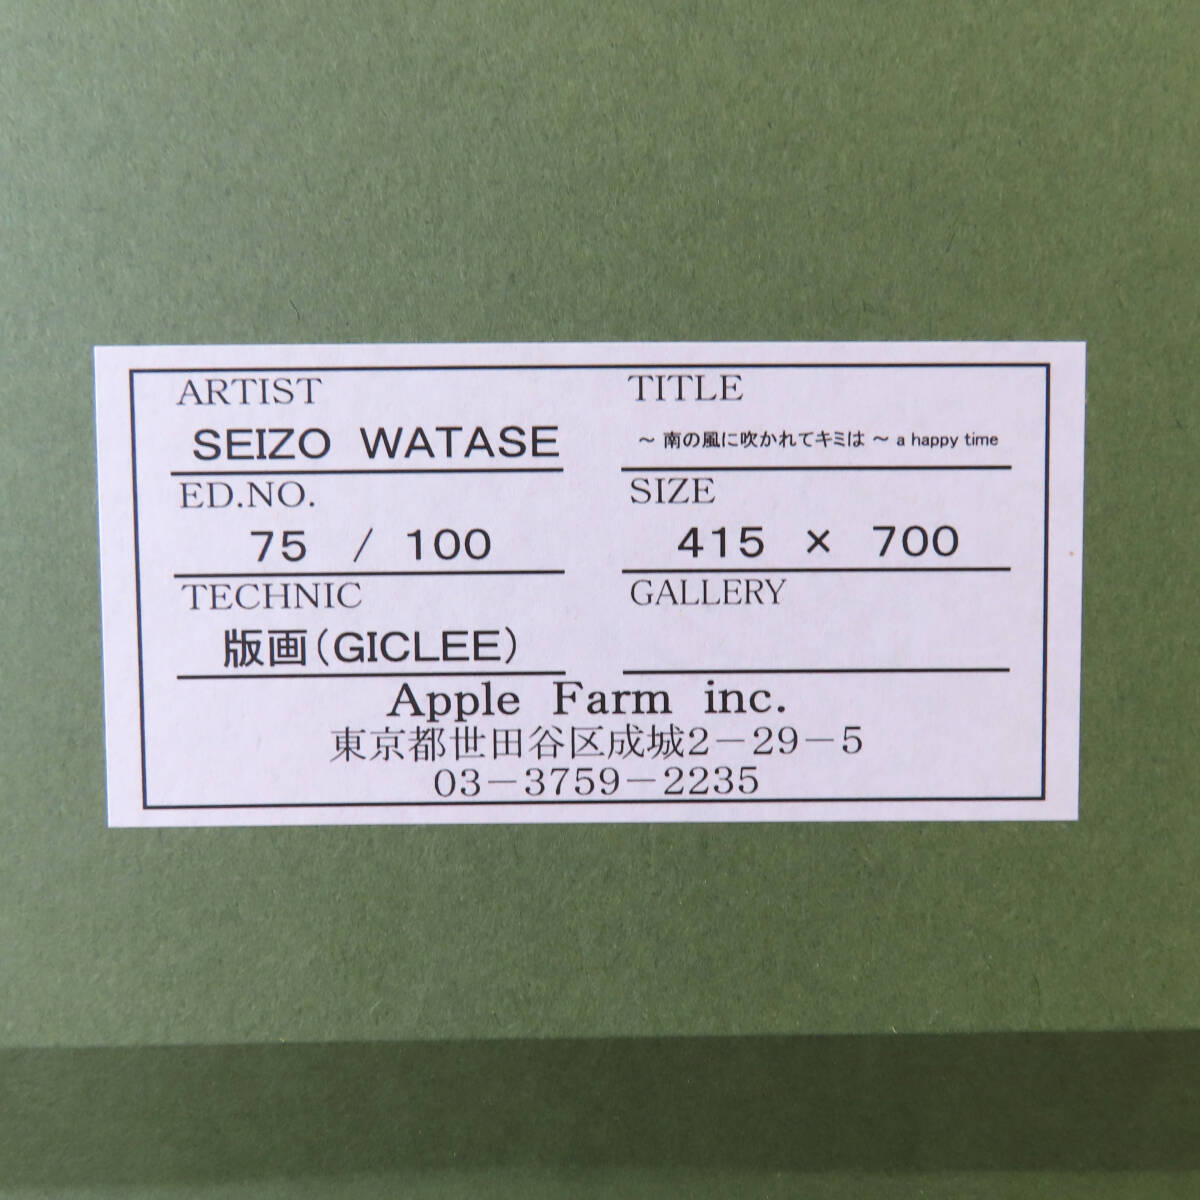 ARTIST
SEIZO WATASE
TITLE
～ 南の風に吹かれてキミは ～ a happy time
ED.NO.
75 / 100
SIZE
415 × 700
TECHNIC
版画(GICLEE)
GALLERY
Apple Farm inc.
東京都世田谷区成城2－29－5
03－3759－2235